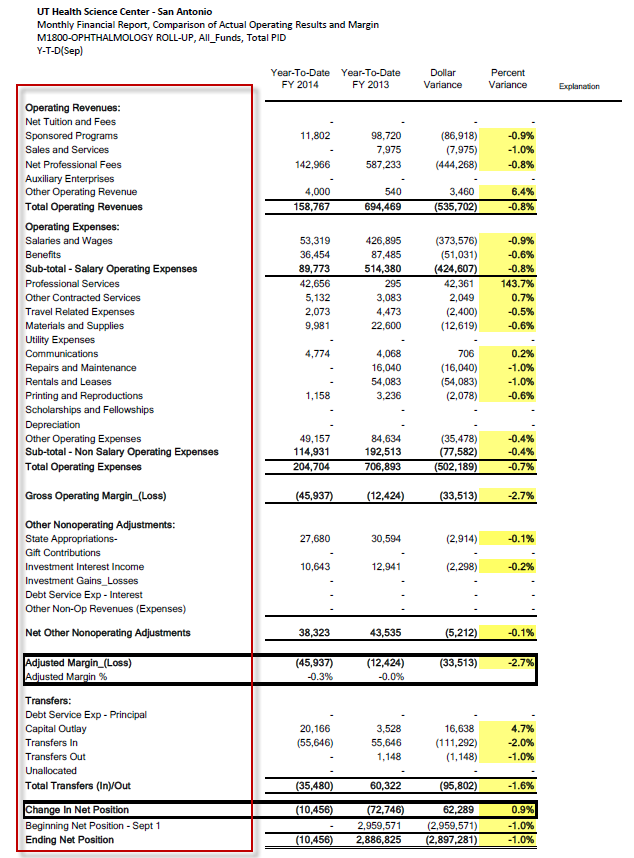 UT Health Science Center - San Antonio
Monthly Financial Report, Comparison of Actual Operating Results and Margin
M1800-OPHTHALMOLOGY ROLL-UP, All_Funds, Total PID
Y-T-D(Sep)
Year-To-Date Year-To-Date Dollar Percent
FY 2014 FY 2013 Variance Variance Explanation
Operating Revenues:
Net Tuition and Fees - - - -
Sponsored Programs 11,802 98,720 (86,918) -0.9%
Sales and Services - 7,975 (7,975) -1.0%
Net Professional Fees 142,966 587,233 (444,268) -0.8%
Auxiliary Enterprises - - - -
Other Operating Revenue 4,000 540 3,460 6.4%
Total Operating Revenues 158,767 694,469 (535,702) -0.8%
Operating Expenses:
Salaries and Wages 53,319 426,895 (373,576) -0.9%
Benefits 36,454 87,485 (51,031) -0.6%
Sub-total - Salary Operating Expenses 89,773 514,380 (424,607) -0.8%
Professional Services 42,656 295 42,361 143.7%
Other Contracted Services 5,132 3,083 2,049 0.7%
Travel Related Expenses 2,073 4,473 (2,400) -0.5%
Materials and Supplies 9,981 22,600 (12,619) -0.6%
Utility Expenses - - - -
Communications 4,774 4,068 706 0.2%
Repairs and Maintenance - 16,040 (16,040) -1.0%
Rentals and Leases - 54,083 (54,083) -1.0%
Printing and Reproductions 1,158 3,236 (2,078) -0.6%
Scholarships and Fellowships - - - -
Depreciation - - - -
Other Operating Expenses 49,157 84,634 (35,478) -0.4%
Sub-total - Non Salary Operating Expenses 114,931 192,513 (77,582) -0.4%
Total Operating Expenses 204,704 706,893 (502,189) -0.7%
Gross Operating Margin_(Loss) (45,937) (12,424) (33,513) -2.7%
Other Nonoperating Adjustments:
State Appropriations- 27,680 30,594 (2,914) -0.1%
Gift Contributions - - - -
Investment Interest Income 10,643 12,941 (2,298) -0.2%
Investment Gains_Losses - - - -
Debt Service Exp - Interest - - - -
Other Non-Op Revenues (Expenses) - - - -
Net Other Nonoperating Adjustments 38,323 43,535 (5,212) -0.1%
Adjusted Margin_(Loss) (45,937) (12,424) (33,513) -2.7%
Adjusted Margin % -0.3% -0.0%
Transfers:
Debt Service Exp - Principal - - - -
Capital Outlay 20,166 3,528 16,638 4.7%
Transfers In (55,646) 55,646 (111,292) -2.0%
Transfers Out - 1,148 (1,148) -1.0%
Unallocated - - - -
Total Transfers (In)/Out (35,480) 60,322 (95,802) -1.6%
Change In Net Position (10,456) (72,746) 62,289 0.9%
Beginning Net Position - Sept 1 - 2,959,571 (2,959,571) -1.0%
Ending Net Position (10,456) 2,886,825 (2,897,281) -1.0%